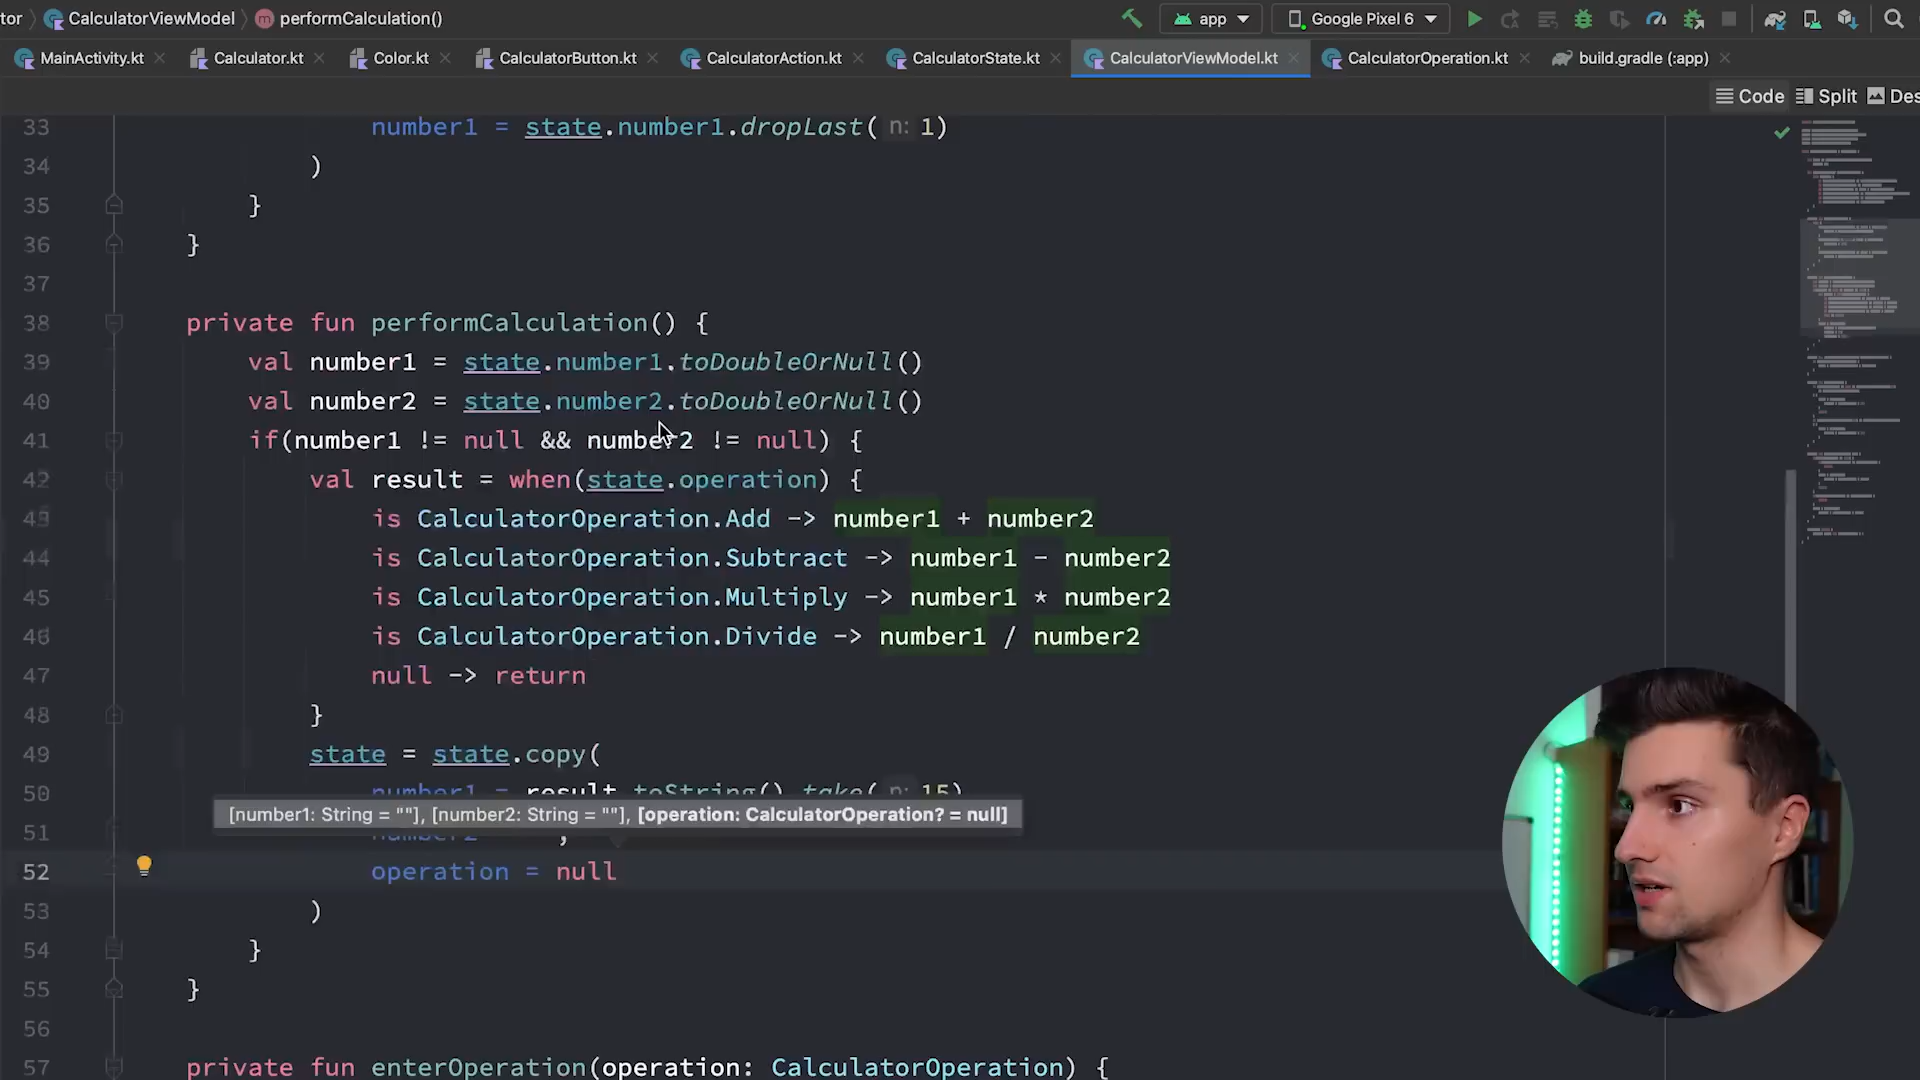 tor CalculatorViewModel m performCalculation() app Google Pixel 6
MainActivity.kt Calculator.kt Color.kt CalculatorButton.kt CalculatorAction.kt CalculatorState.kt CalculatorViewModel.kt CalculatorOperation.kt build.gradle (:app)
Code Split Des
33 number1 = state.number1.dropLast( n: 1)
34 )
35 }
36 }
37
38 private fun performCalculation() {
39 val number1 = state.number1.toDoubleOrNull()
40 val number2 = state.number2.toDoubleOrNull()
41 if(number1 != null && number2 != null) {
42 val result = when(state.operation) {
43 is CalculatorOperation.Add -> number1 + number2
44 is CalculatorOperation.Subtract -> number1 - number2
45 is CalculatorOperation.Multiply -> number1 * number2
46 is CalculatorOperation.Divide -> number1 / number2
47 null -> return
48 }
49 state = state.copy(
50 number1 = result.toString().take( n: 15)
[number1: String = ""], [number2: String = ""], [operation: CalculatorOperation? = null]
51
52 operation = null
53 )
54 }
55 }
56
57 private fun enterOperation(operation: CalculatorOperation) {